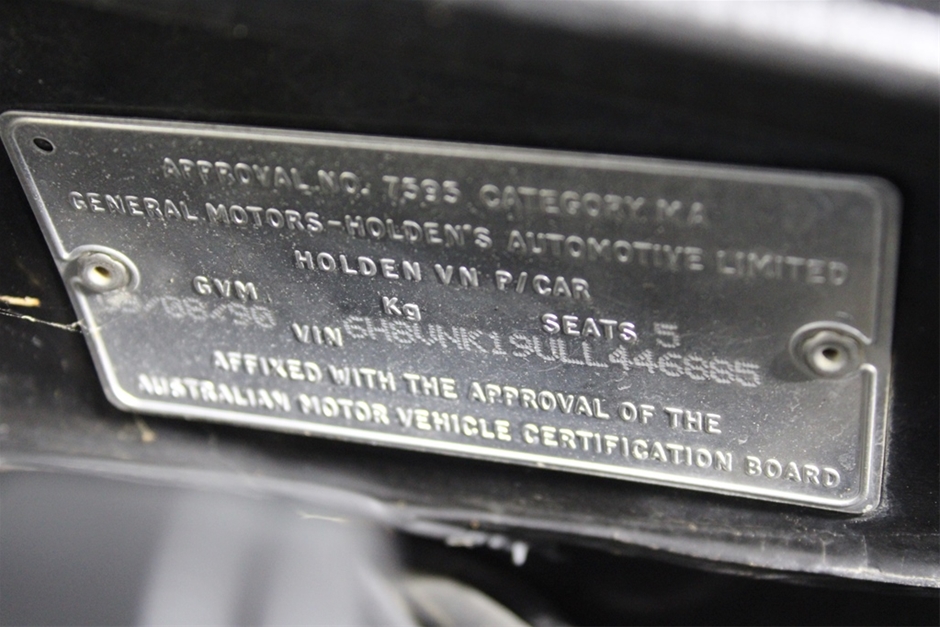 APPROVAL NO. 7595 CATEGORY MA
GENERAL MOTORS-HOLDEN'S AUTOMOTIVE LIMITED
HOLDEN VN P/CAR
GVM Kg SEATS 5
/08/90 VIN 6H8VNK19ULL446885
AFFIXED WITH THE APPROVAL OF THE
AUSTRALIAN MOTOR VEHICLE CERTIFICATION BOARD